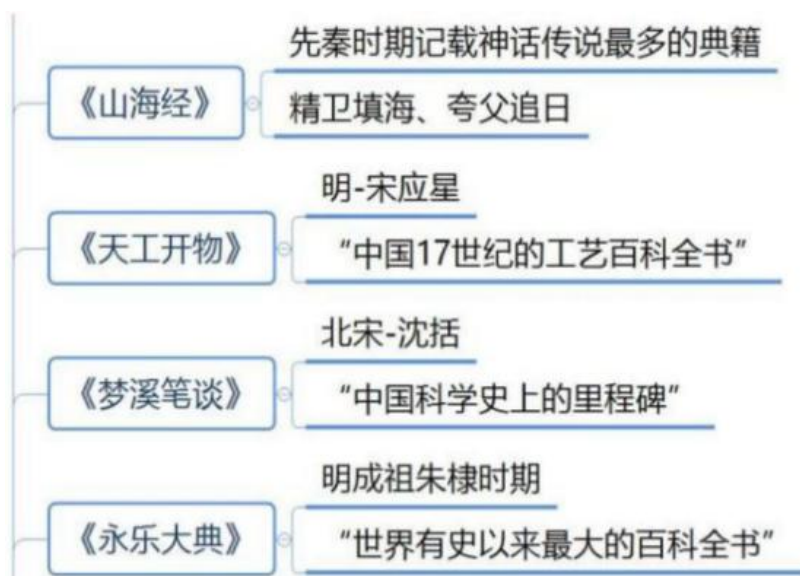 先秦时期记载神话传说最多的典籍
《山海经》
精卫填海、夸父追日
明-宋应星
《天工开物》
“中国17世纪的工艺百科全书”
北宋-沈括
《梦溪笔谈》
“中国科学史上的里程碑”
明成祖朱棣时期
《永乐大典》
“世界有史以来最大的百科全书”